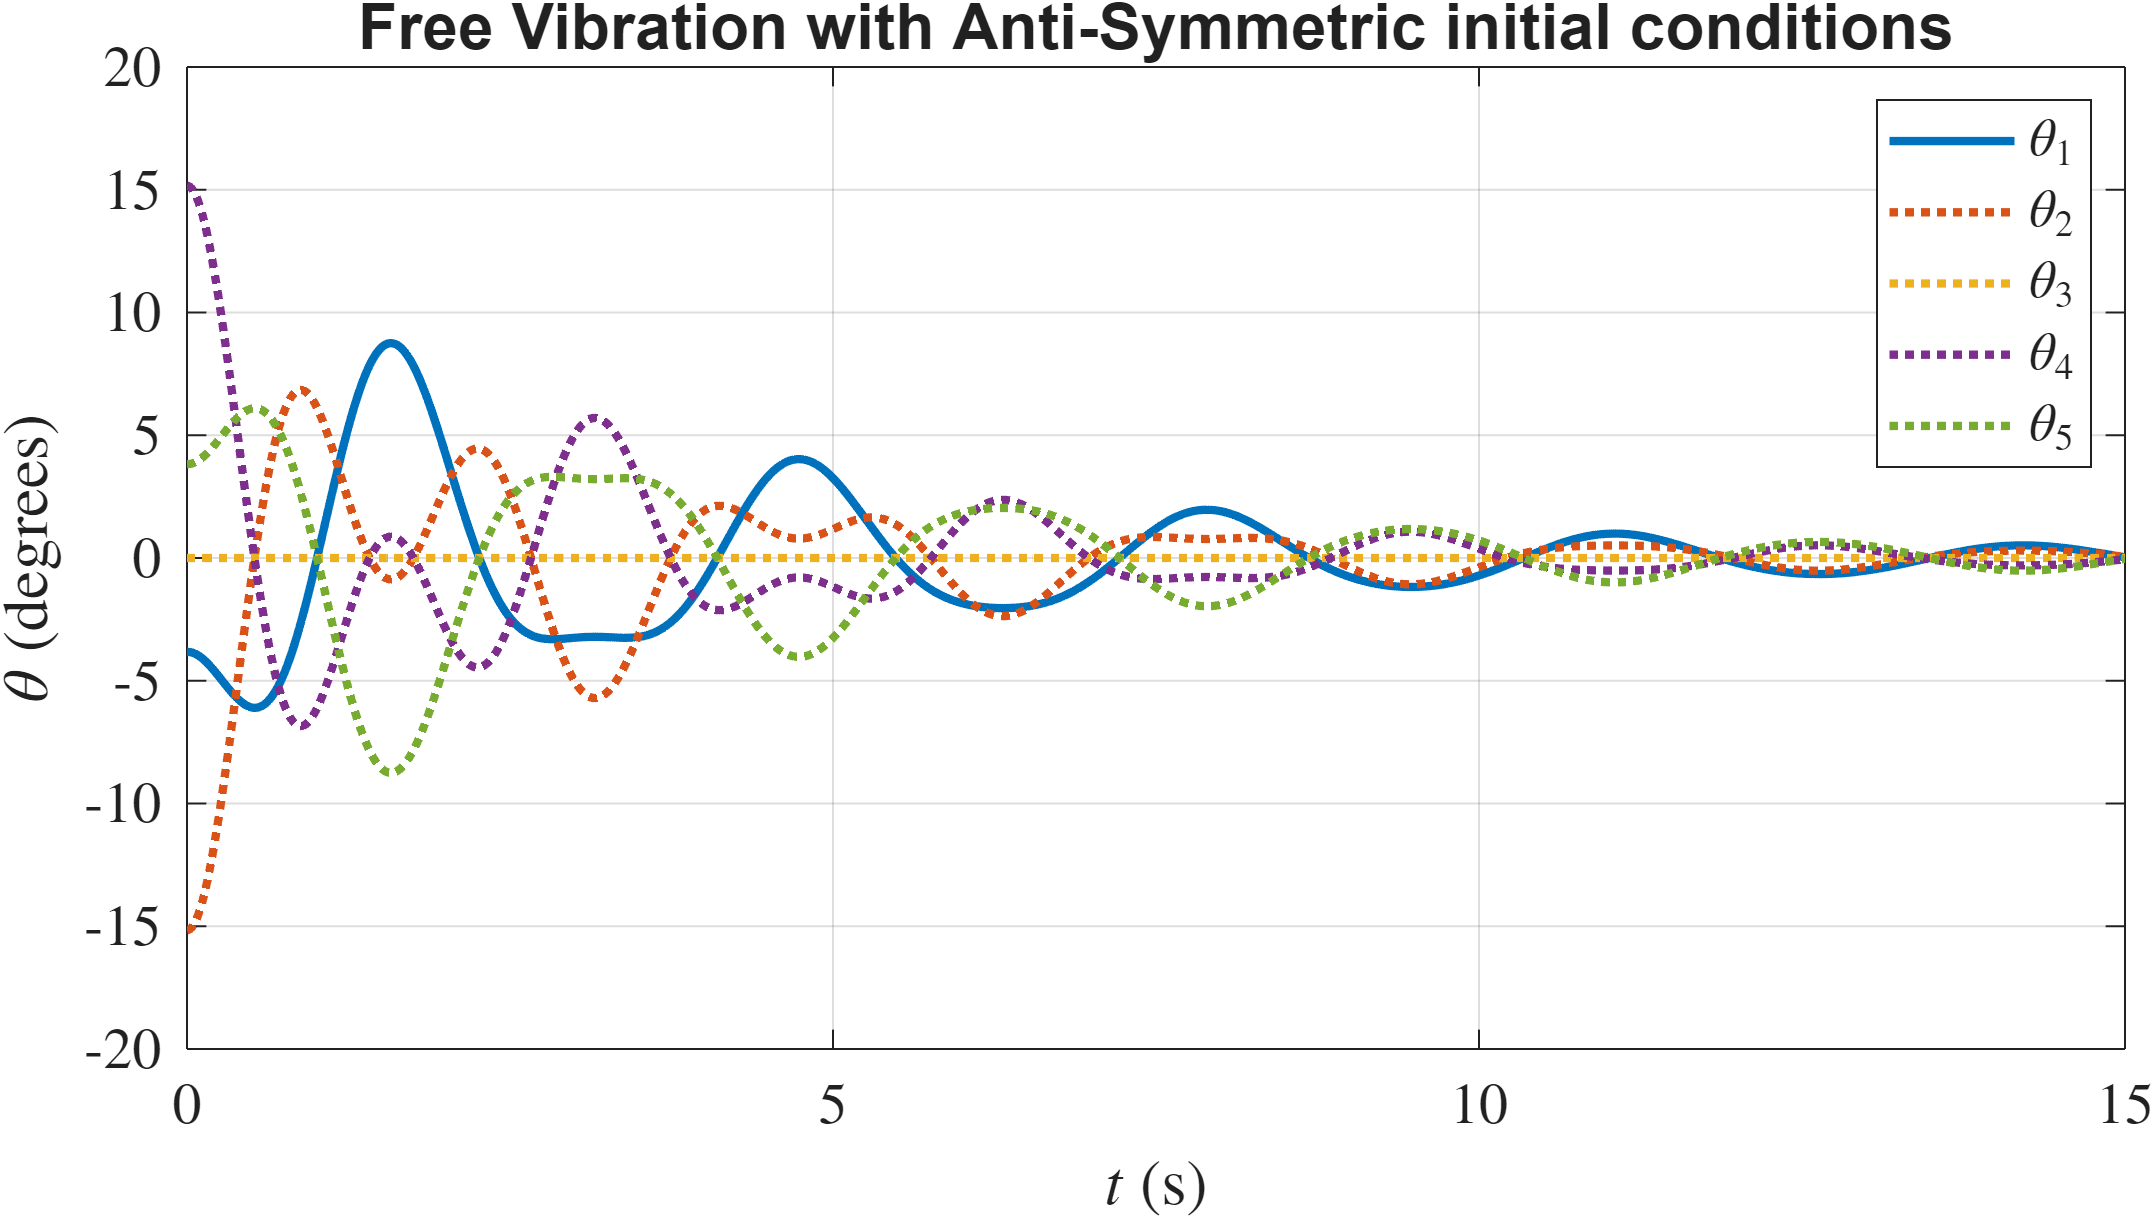 Free Vibration with Anti-Symmetric initial conditions
20
15
10
5
0
-5
-10
-15
-20
θ (degrees)
θ₁
θ₂
θ₃
θ₄
θ₅
0 5 10 15
t (s)